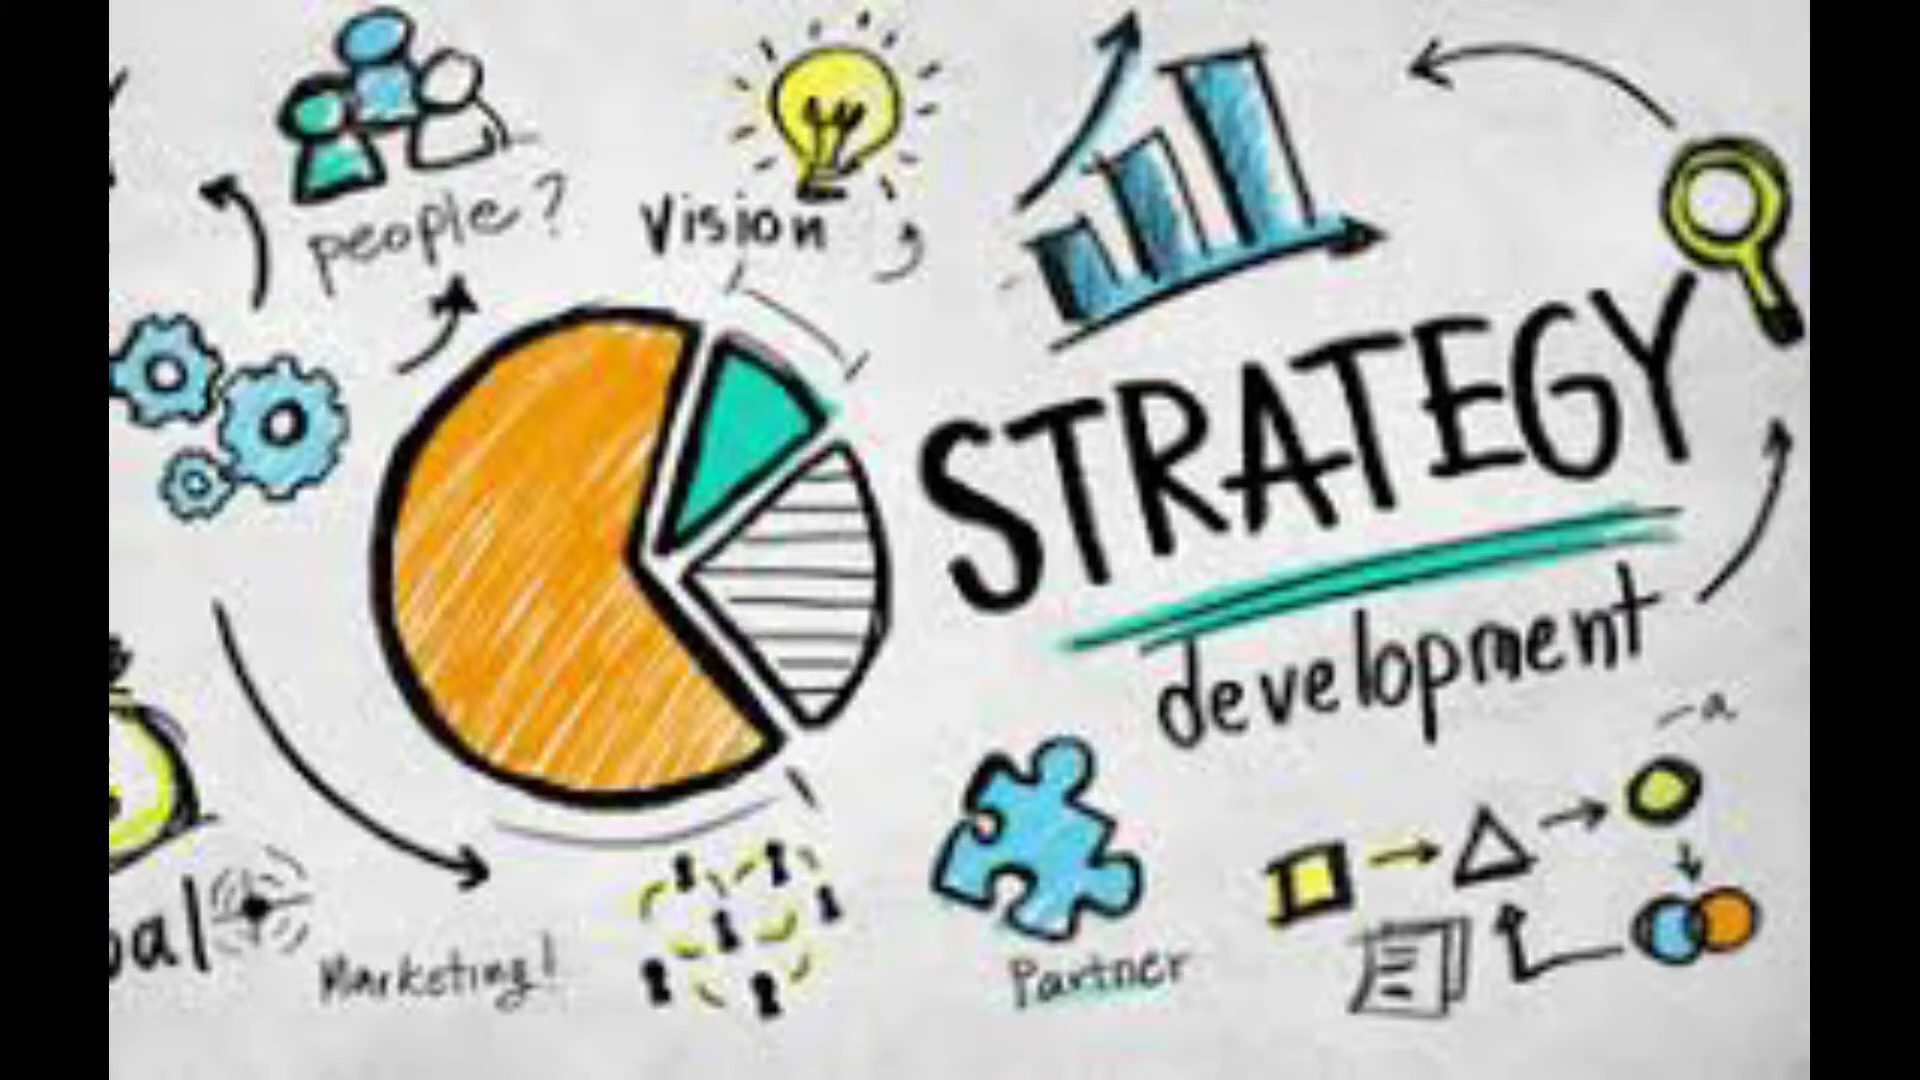 people?
Vision
STRATEGY
development
Marketing!
Partner